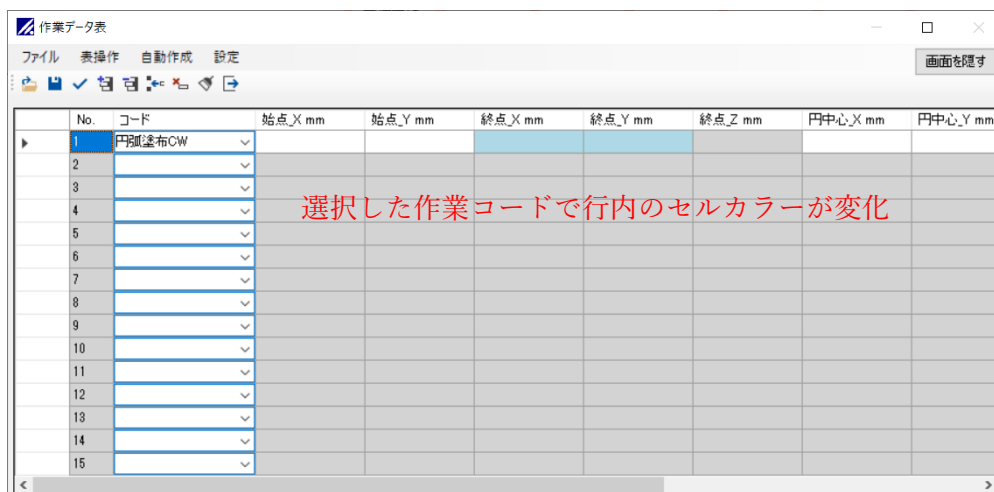 作業データ表
ファイル 表操作 自動作成 設定
画面を隠す
No. コード 始点_X mm 始点_Y mm 終点_X mm 終点_Y mm 終点_Z mm 円中心_X mm 円中心_Y mm
1 円弧塗布CW
2
3
4
選択した作業コードで行内のセルカラーが変化
5
6
7
8
9
10
11
12
13
14
15